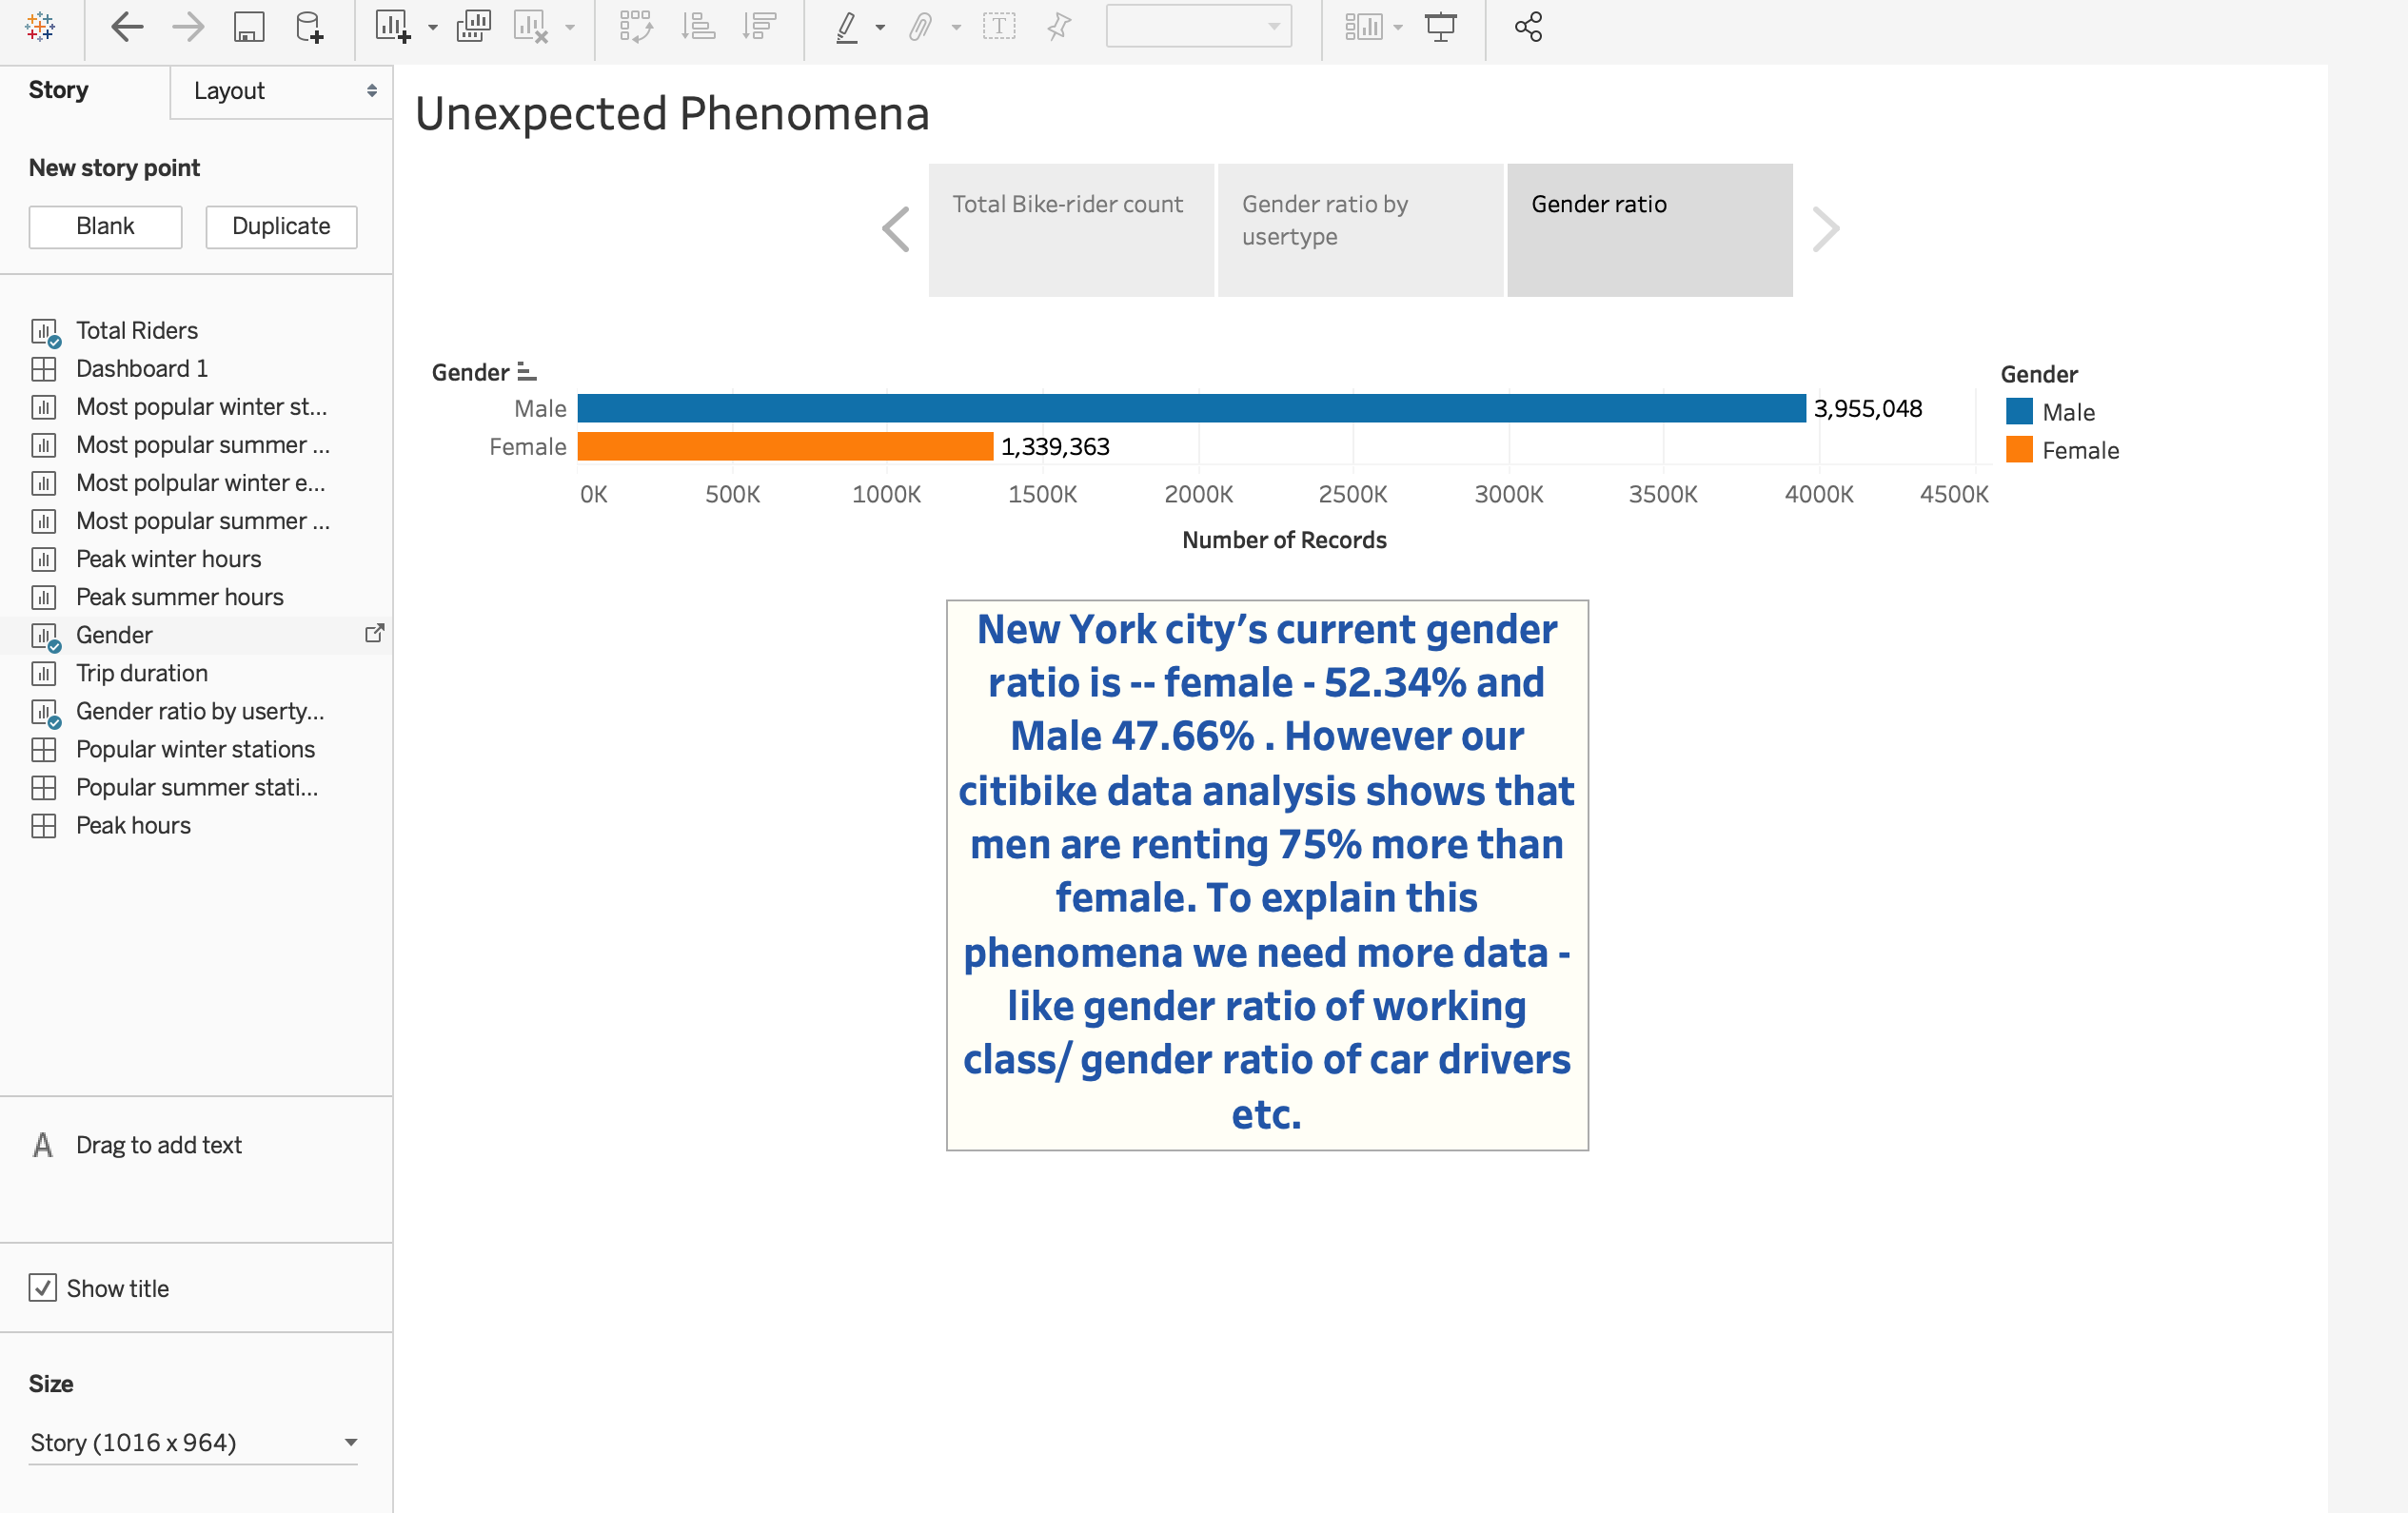 Story
Layout
Unexpected Phenomena
New story point
Blank
Duplicate
Total Bike-rider count
Gender ratio by
usertype
Gender ratio
Total Riders
Dashboard 1
Most popular winter st...
Most popular summer ...
Most polpular winter e...
Most popular summer ...
Peak winter hours
Peak summer hours
Gender
Trip duration
Gender ratio by userty...
Popular winter stations
Popular summer stati...
Peak hours
Gender
Male
3,955,048
Female
1,339,363
0K 500K 1000K 1500K 2000K 2500K 3000K 3500K 4000K 4500K
Number of Records
Gender
Male
Female
New York city's current gender
ratio is -- female - 52.34% and
Male 47.66% . However our
citibike data analysis shows that
men are renting 75% more than
female. To explain this
phenomena we need more data -
like gender ratio of working
class/ gender ratio of car drivers
etc.
A Drag to add text
Show title
Size
Story (1016 x 964)